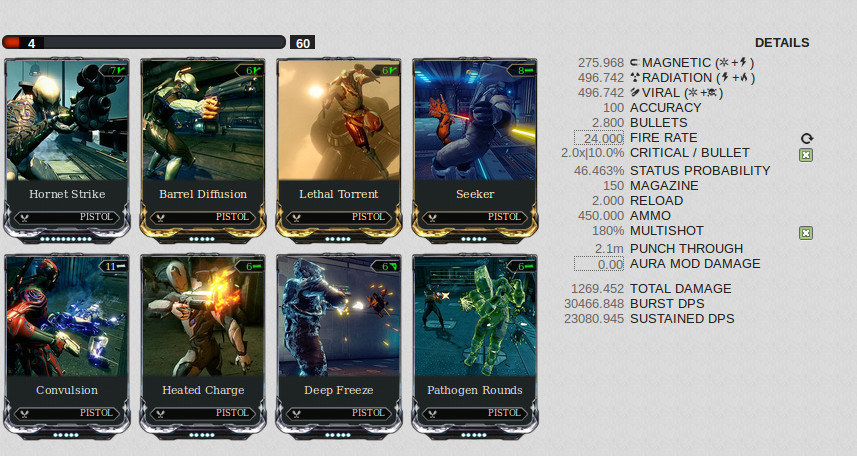 4 60
DETAILS
275.968 MAGNETIC ( + )
496.742 RADIATION ( + )
496.742 VIRAL ( + )
100 ACCURACY
2.800 BULLETS
24.000 FIRE RATE
2.0x|10.0% CRITICAL / BULLET
46.463% STATUS PROBABILITY
150 MAGAZINE
2.000 RELOAD
450.000 AMMO
180% MULTISHOT
2.1m PUNCH THROUGH
0.00 AURA MOD DAMAGE
1269.452 TOTAL DAMAGE
30466.848 BURST DPS
23080.945 SUSTAINED DPS
7 6 6 8
Hornet Strike Barrel Diffusion Lethal Torrent Seeker
PISTOL PISTOL PISTOL PISTOL
11 6 6 6
Convulsion Heated Charge Deep Freeze Pathogen Rounds
PISTOL PISTOL PISTOL PISTOL